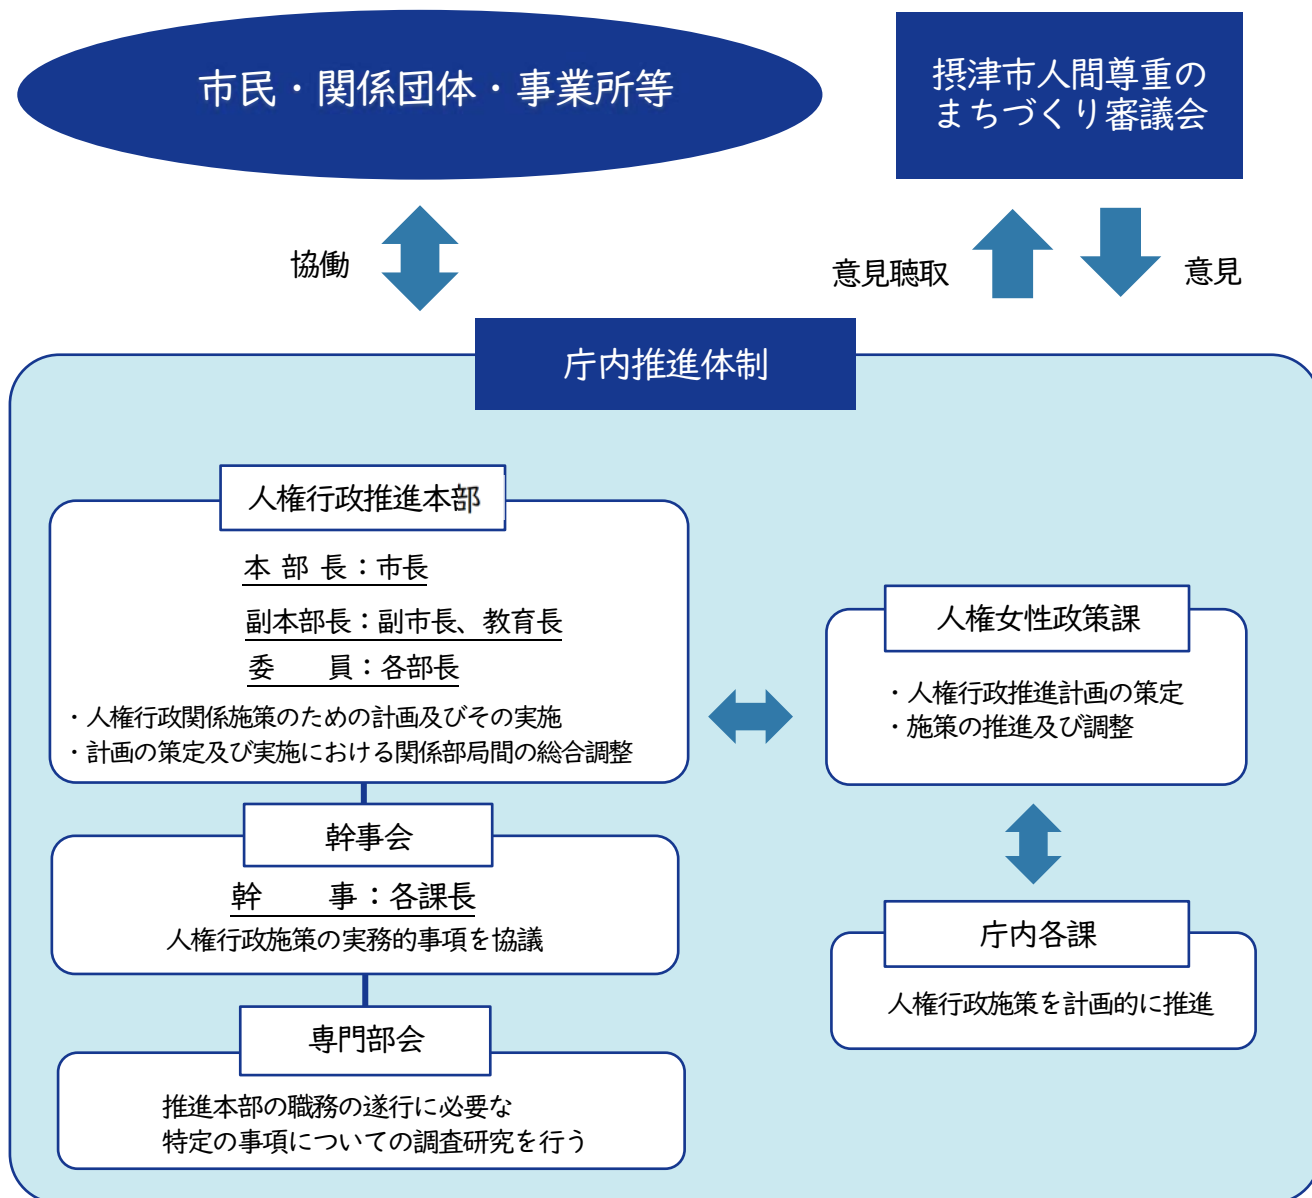 市民・関係団体・事業所等
摂津市人間尊重の
まちづくり審議会
協働
意見聴取
意見
庁内推進体制
人権行政推進本部
本 部 長：市長
副本部長：副市長、教育長
委　　員：各部長
・人権行政関係施策のための計画及びその実施
・計画の策定及び実施における関係部局間の総合調整
幹事会
幹　　事：各課長
人権行政施策の実務的事項を協議
専門部会
推進本部の職務の遂行に必要な
特定の事項についての調査研究を行う
人権女性政策課
・人権行政推進計画の策定
・施策の推進及び調整
庁内各課
人権行政施策を計画的に推進